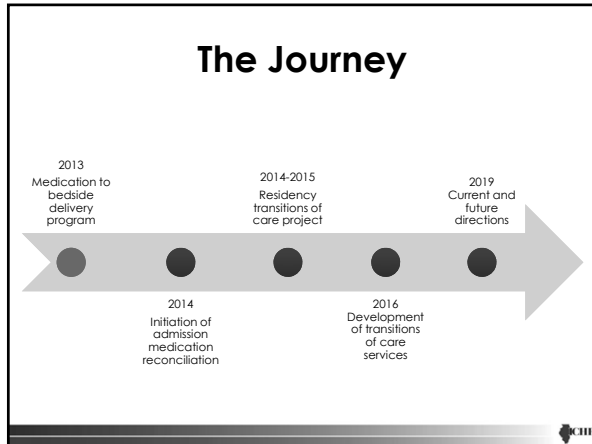 The Journey
2013
Medication to
bedside
delivery
program
2014
Initiation of
admission
medication
reconciliation
2014-2015
Residency
transitions of
care project
2016
Development
of transitions
of care
services
2019
Current and
future
directions